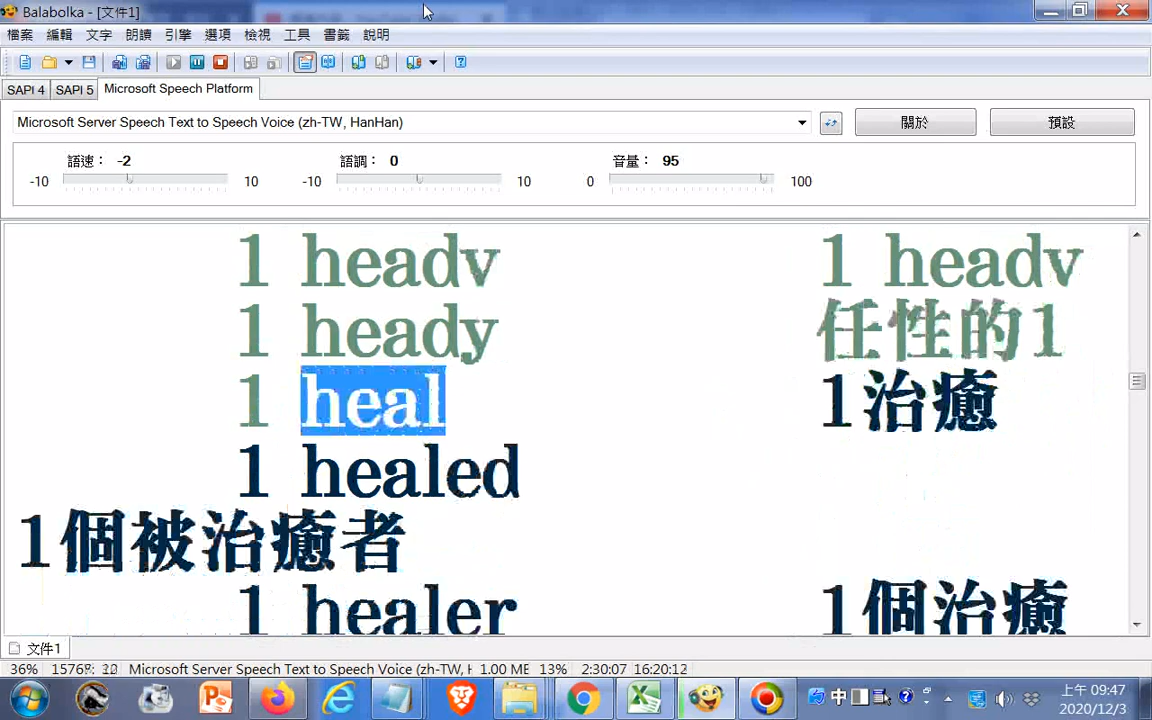 Balabolka - [文件1]
檔案 編輯 文字 朗讀 引擎 選項 檢視 工具 書籤 說明
SAPI 4 SAPI 5 Microsoft Speech Platform
Microsoft Server Speech Text to Speech Voice (zh-TW, HanHan) 關於 預設
語速： -2 語調： 0 音量： 95
-10 10 -10 10 0 100
1 headv 1 headv
1 heady 任性的1
1 heal 1治癒
1 healed
1個被治癒者
1 healer 1個治癒
文件1
36% Microsoft Server Speech Text to Speech Voice (zh-TW, H 1.00 ME 13% 2:30:07 16:20:12
中 上午 09:47
2020/12/3